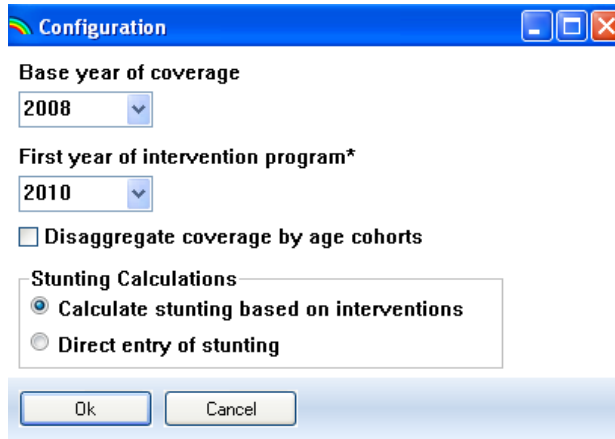 Configuration
Base year of coverage
2008
First year of intervention program*
2010
Disaggregate coverage by age cohorts
Stunting Calculations
Calculate stunting based on interventions
Direct entry of stunting
Ok Cancel